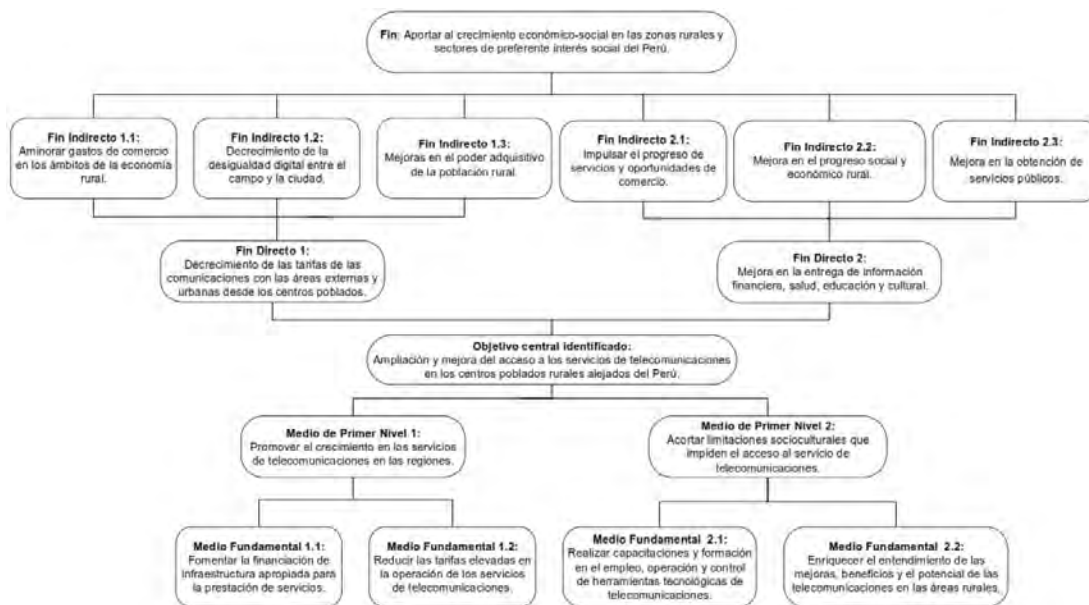 Fin: Aportar al crecimiento económico-social en las zonas rurales y
sectores de preferente interés social del Perú.
Fin Indirecto 1.1:
Aminorar gastos de comercio
en los ámbitos de la economía
rural.
Fin Indirecto 1.2:
Decrecimiento de la
desigualdad digital entre el
campo y la ciudad.
Fin Indirecto 1.3:
Mejoras en el poder adquisitivo
de la población rural.
Fin Indirecto 2.1:
Impulsar el progreso de
servicios y oportunidades de
comercio.
Fin Indirecto 2.2:
Mejora en el progreso social y
económico rural.
Fin Indirecto 2.3:
Mejora en la obtención de
servicios públicos.
Fin Directo 1:
Decrecimiento de las tarifas de las
comunicaciones con las áreas externas y
urbanas desde los centros poblados.
Fin Directo 2:
Mejora en la entrega de información
financiera, salud, educación y cultural.
Objetivo central identificado:
Ampliación y mejora del acceso a los servicios de telecomunicaciones
en los centros poblados rurales alejados del Perú.
Medio de Primer Nivel 1:
Promover el crecimiento en los servicios
de telecomunicaciones en las regiones.
Medio de Primer Nivel 2:
Acortar limitaciones socioculturales que
impiden el acceso al servicio de
telecomunicaciones.
Medio Fundamental 1.1:
Fomentar la financiación de
infraestructura apropiada para
la prestación de servicios.
Medio Fundamental 1.2:
Reducir las tarifas elevadas en
la operación de los servicios
de telecomunicaciones.
Medio Fundamental 2.1:
Realizar capacitaciones y formación
en el empleo, operación y control
de herramientas tecnológicas de
telecomunicaciones.
Medio Fundamental 2.2:
Enriquecer el entendimiento de las
mejoras, beneficios y el potencial de las
telecomunicaciones en las áreas rurales.